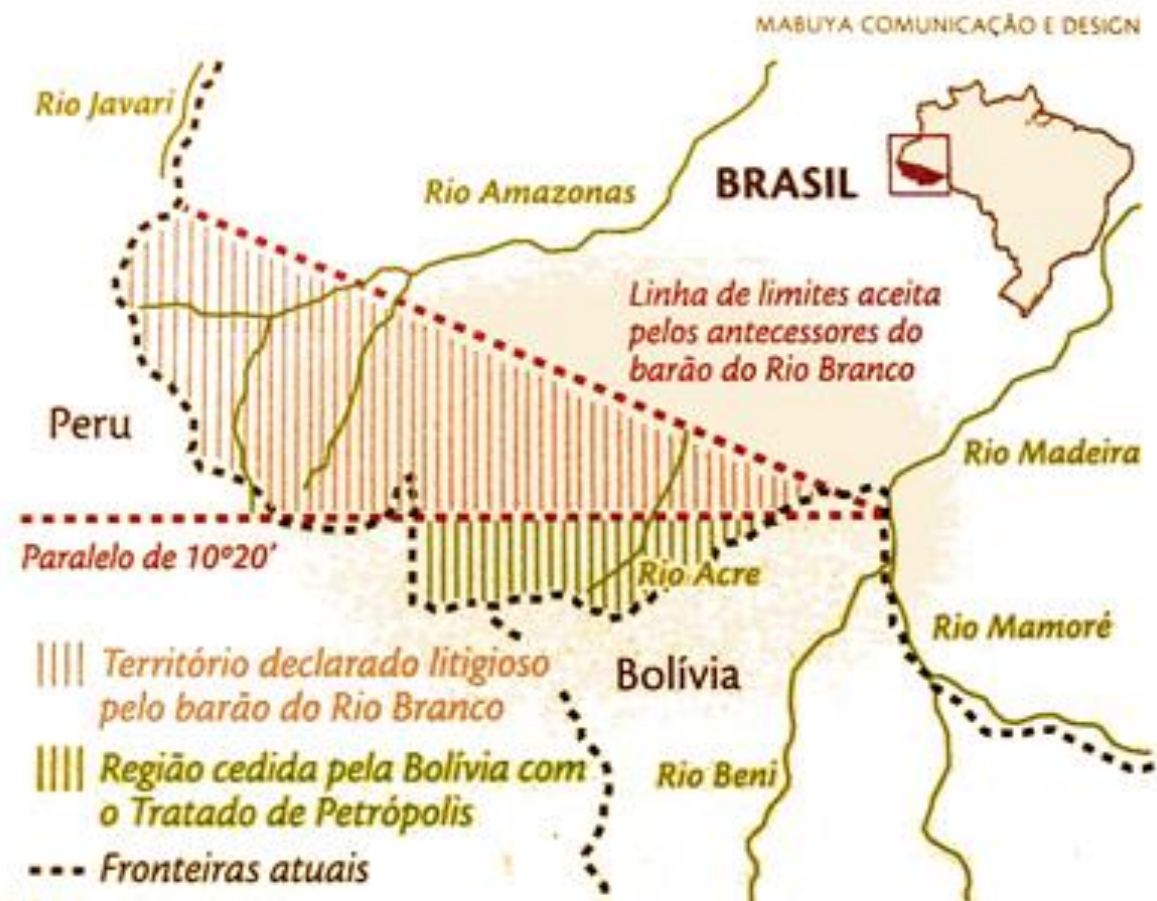 MABUYA COMUNICAÇÃO E DESIGN
Rio Javari
Rio Amazonas
BRASIL
Linha de limites aceita
pelos antecessores do
barão do Rio Branco
Peru
Rio Madeira
Paralelo de 10º20'
Rio Acre
Rio Mamoré
Bolívia
Território declarado litigioso
pelo barão do Rio Branco
Rio Beni
Região cedida pela Bolívia com
o Tratado de Petrópolis
Fronteiras atuais